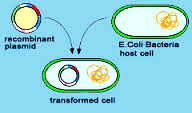 recombinant
plasmid
E.Coli Bacteria
host cell
transformed cell